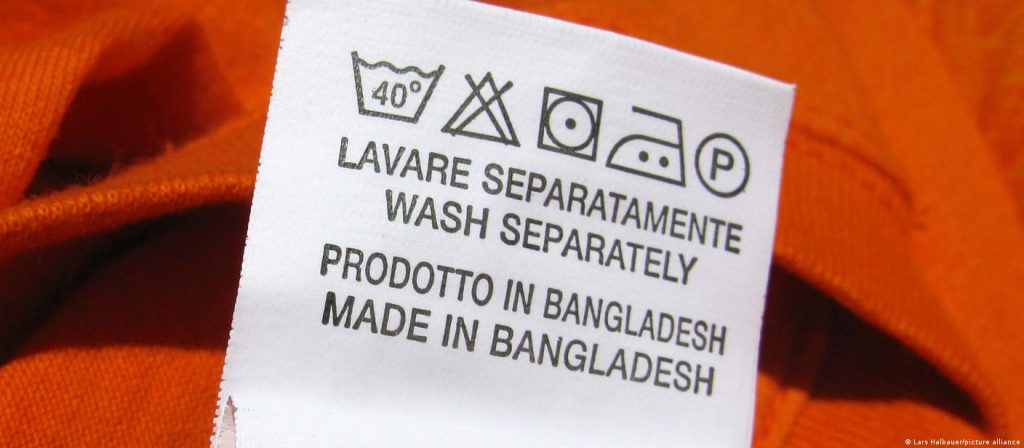 40°
P
LAVARE SEPARATAMENTE
WASH SEPARATELY
PRODOTTO IN BANGLADESH
MADE IN BANGLADESH
© Lars Halbauer/picture alliance